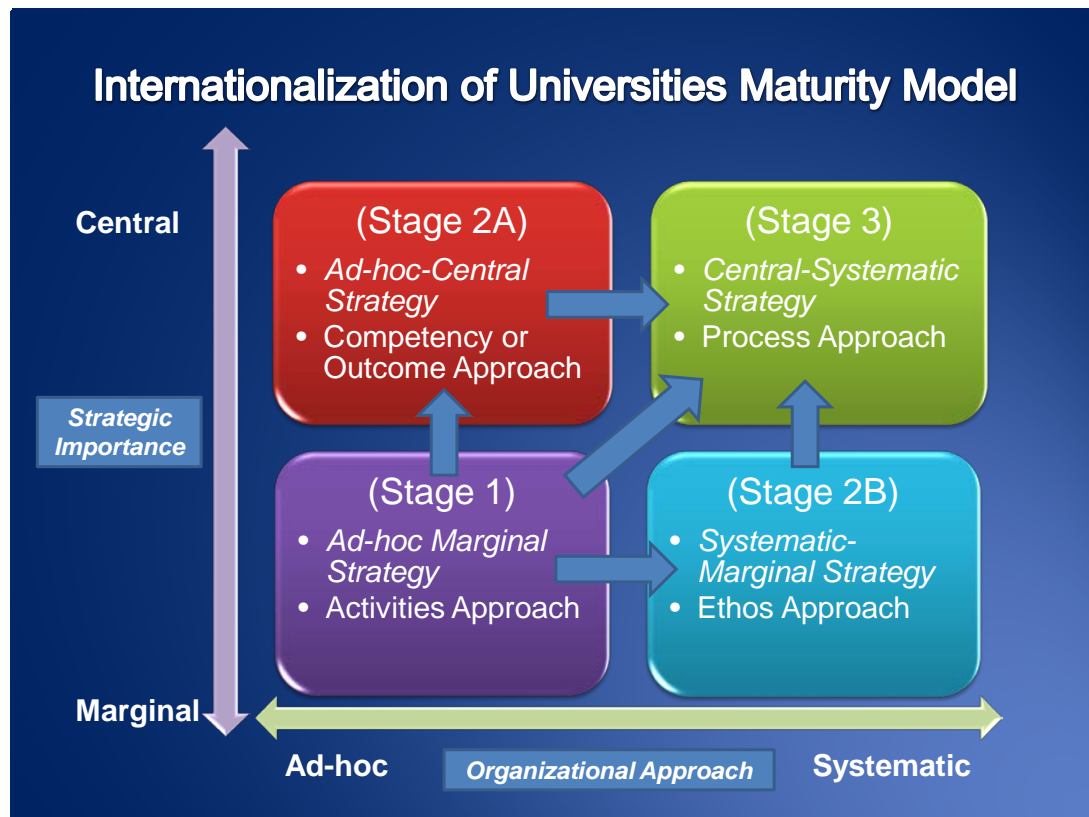 Internationalization of Universities Maturity Model
Central
(Stage 2A)
• Ad-hoc-Central
Strategy
• Competency or
Outcome Approach
(Stage 3)
• Central-Systematic
Strategy
• Process Approach
Strategic
Importance
(Stage 1)
• Ad-hoc Marginal
Strategy
• Activities Approach
(Stage 2B)
• Systematic-
Marginal Strategy
• Ethos Approach
Marginal
Ad-hoc
Organizational Approach
Systematic